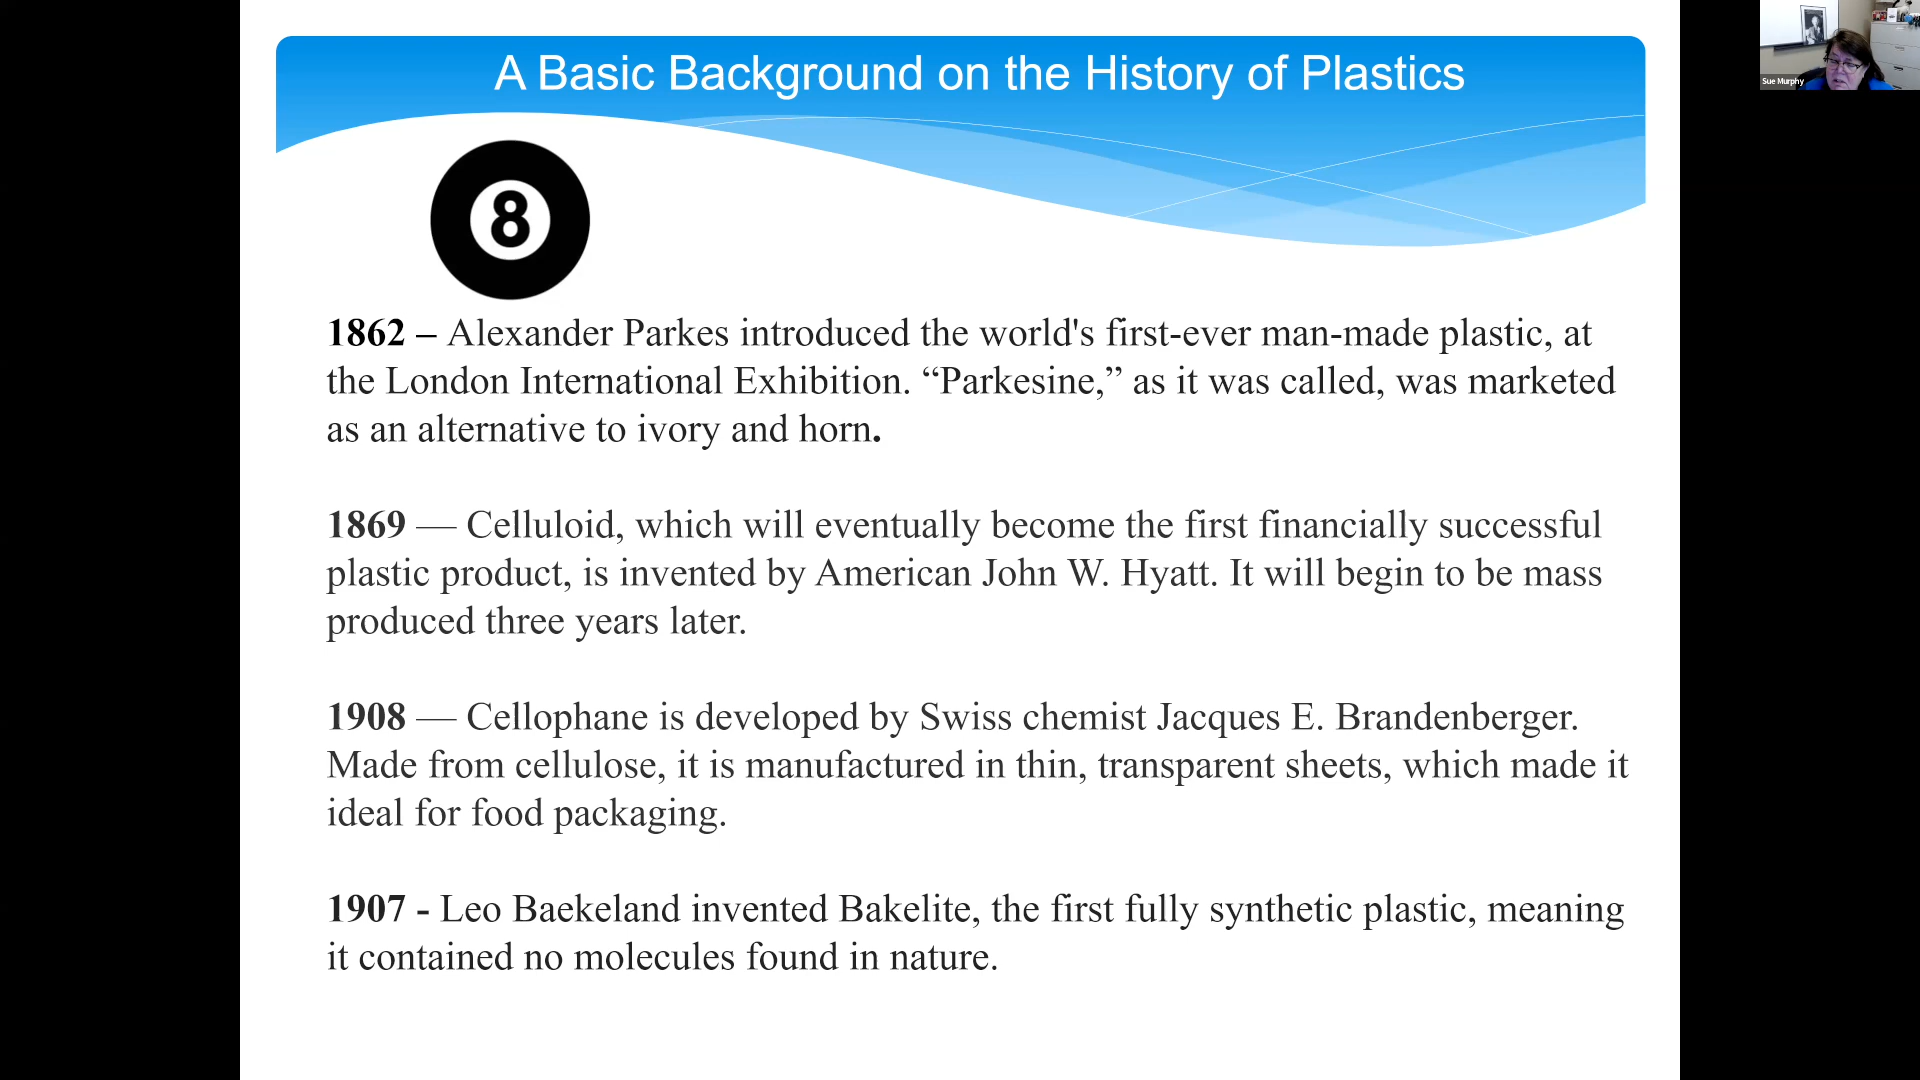 A Basic Background on the History of Plastics
Sue Murphy
8
1862 – Alexander Parkes introduced the world's first-ever man-made plastic, at
the London International Exhibition. “Parkesine,” as it was called, was marketed
as an alternative to ivory and horn.
1869 — Celluloid, which will eventually become the first financially successful
plastic product, is invented by American John W. Hyatt. It will begin to be mass
produced three years later.
1908 — Cellophane is developed by Swiss chemist Jacques E. Brandenberger.
Made from cellulose, it is manufactured in thin, transparent sheets, which made it
ideal for food packaging.
1907 - Leo Baekeland invented Bakelite, the first fully synthetic plastic, meaning
it contained no molecules found in nature.